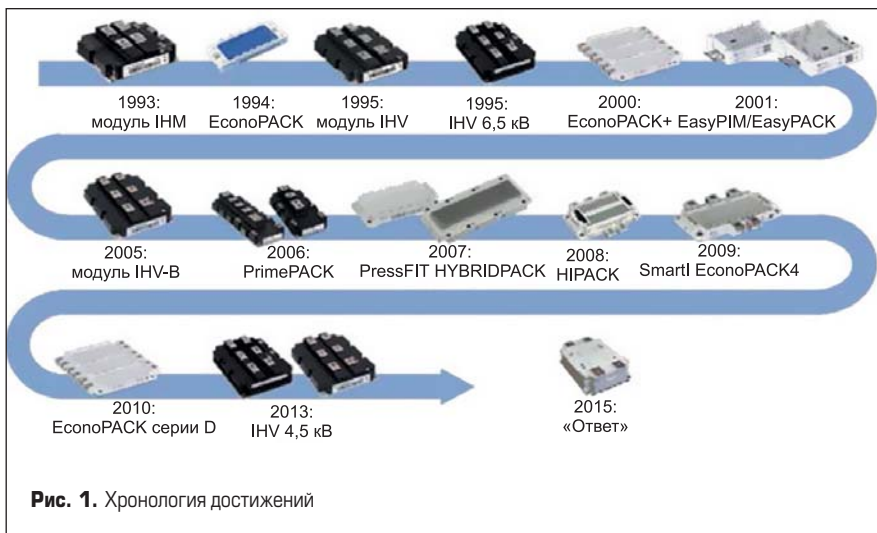 1993:
модуль IHM
1994:
EconoPACK
1995:
модуль IHV
1995:
IHV 6,5 кВ
2000:
EconoPACK+
2001:
EasyPIM/EasyPACK
2005:
модуль IHV-B
2006:
PrimePACK
2007:
PressFIT HYBRIDPACK
2008:
HIPACK
2009:
SmartI EconoPACK4
2010:
EconoPACK серии D
2013:
IHV 4,5 кВ
2015:
«Ответ»
Рис. 1. Хронология достижений